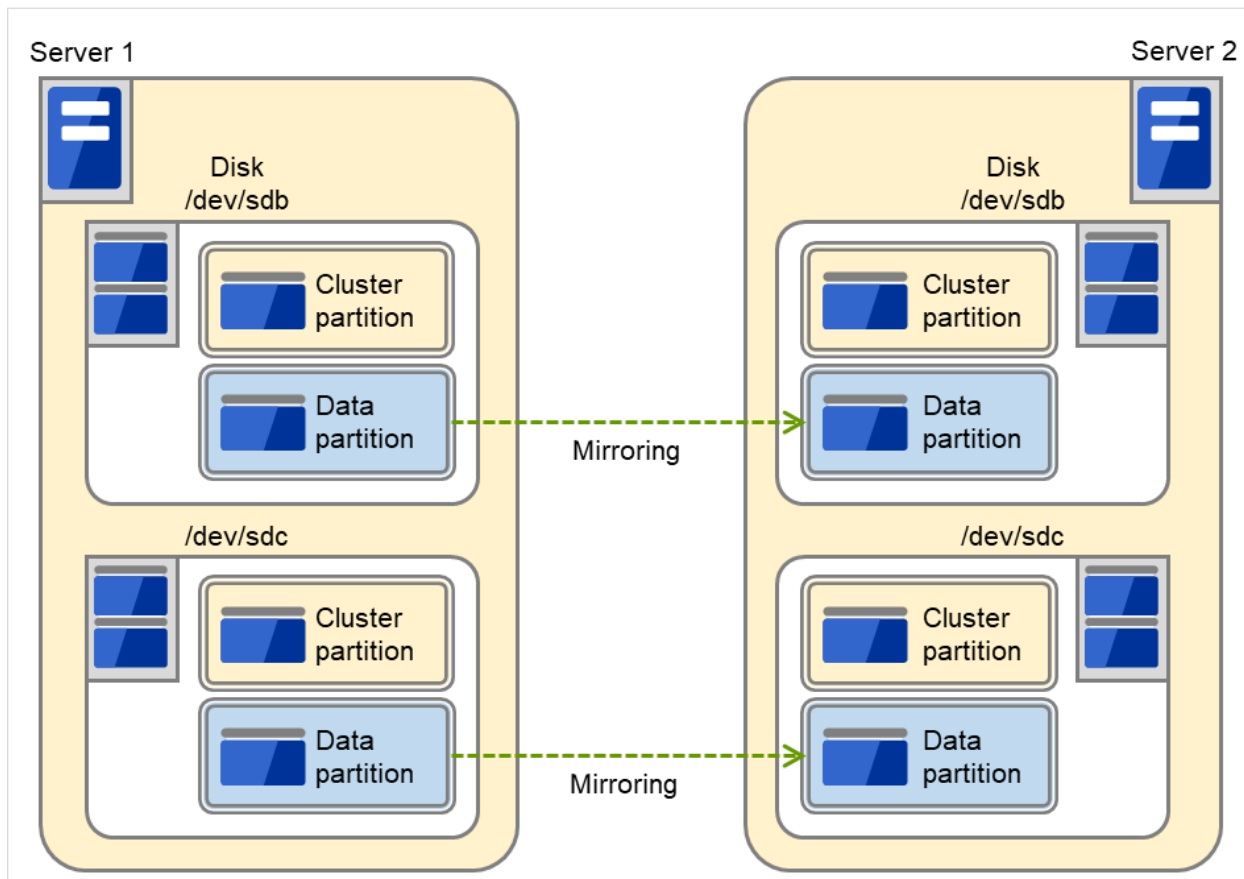 Server 1
Server 2
Disk
/dev/sdb
Disk
/dev/sdb
Cluster
partition
Cluster
partition
Data
partition
Data
partition
Mirroring
/dev/sdc
/dev/sdc
Cluster
partition
Cluster
partition
Data
partition
Data
partition
Mirroring